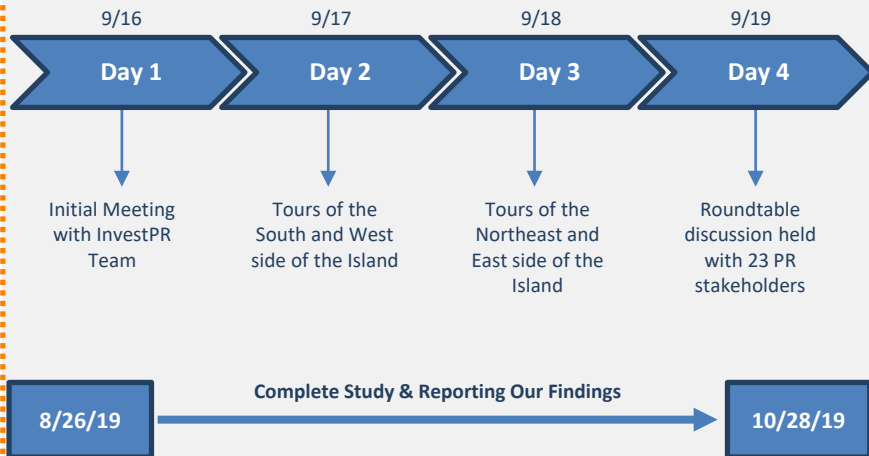 9/16
9/17
9/18
9/19
Day 1
Day 2
Day 3
Day 4
Initial Meeting
with InvestPR
Team
Tours of the
South and West
side of the Island
Tours of the
Northeast and
East side of the
Island
Roundtable
discussion held
with 23 PR
stakeholders
Complete Study & Reporting Our Findings
8/26/19
10/28/19